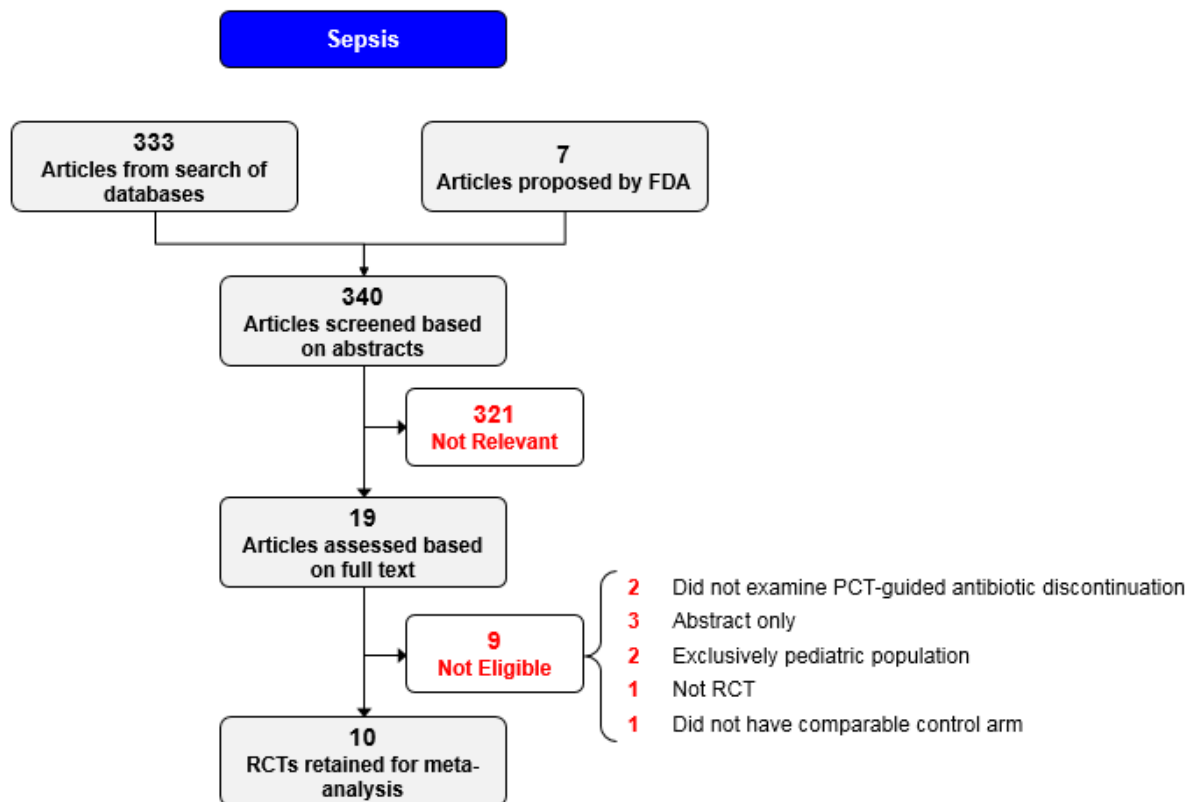 Sepsis
333
Articles from search of
databases
7
Articles proposed by FDA
340
Articles screened based
on abstracts
321
Not Relevant
19
Articles assessed based
on full text
9
Not Eligible
2 Did not examine PCT-guided antibiotic discontinuation
3 Abstract only
2 Exclusively pediatric population
1 Not RCT
1 Did not have comparable control arm
10
RCTs retained for meta-
analysis